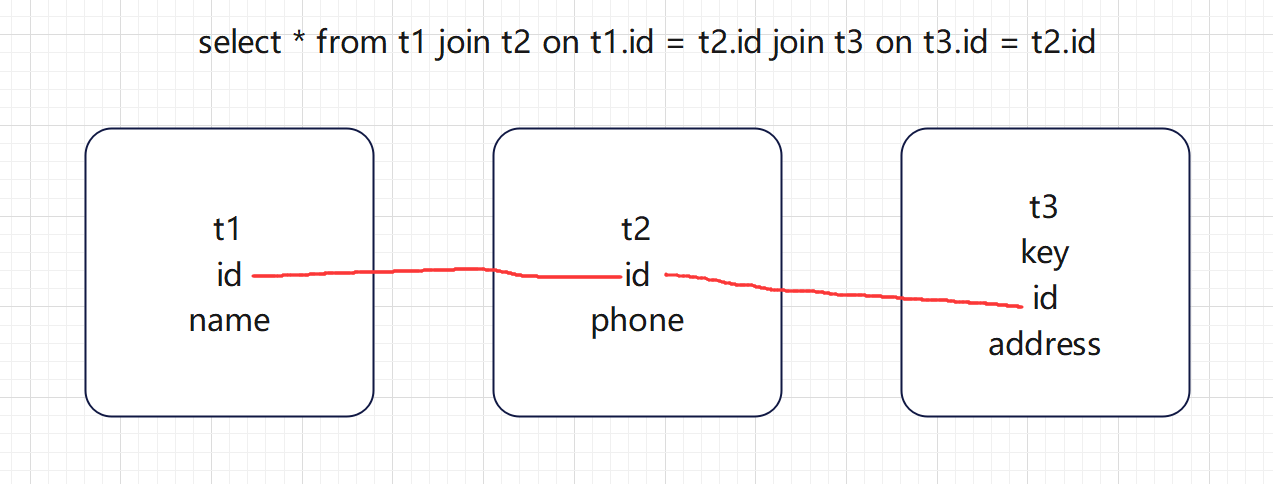 select * from t1 join t2 on t1.id = t2.id join t3 on t3.id = t2.id
t1
id
name
t2
id
phone
t3
key
id
address